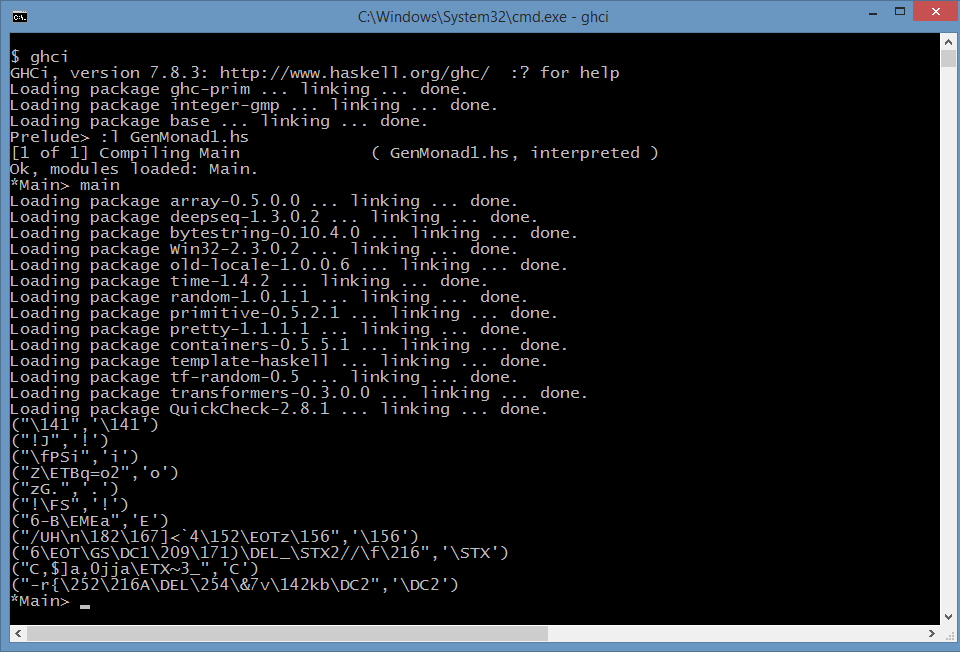 C:\Windows\System32\cmd.exe - ghci
$ ghci
GHCi, version 7.8.3: http://www.haskell.org/ghc/  :? for help
Loading package ghc-prim ... linking ... done.
Loading package integer-gmp ... linking ... done.
Loading package base ... linking ... done.
Prelude> :l GenMonad1.hs
[1 of 1] Compiling Main             ( GenMonad1.hs, interpreted )
Ok, modules loaded: Main.
*Main> main
Loading package array-0.5.0.0 ... linking ... done.
Loading package deepseq-1.3.0.2 ... linking ... done.
Loading package bytestring-0.10.4.0 ... linking ... done.
Loading package Win32-2.3.0.2 ... linking ... done.
Loading package old-locale-1.0.0.6 ... linking ... done.
Loading package time-1.4.2 ... linking ... done.
Loading package random-1.0.1.1 ... linking ... done.
Loading package primitive-0.5.2.1 ... linking ... done.
Loading package pretty-1.1.1.1 ... linking ... done.
Loading package containers-0.5.5.1 ... linking ... done.
Loading package template-haskell ... linking ... done.
Loading package tf-random-0.5 ... linking ... done.
Loading package transformers-0.3.0.0 ... linking ... done.
Loading package QuickCheck-2.8.1 ... linking ... done.
("\141",'\141')
("!J",'!')
("\fPSi",'i')
("Z\ETBq=o2",'o')
("zG.",'.')
("!\FS",'!')
("6-B\EMEa",'E')
("/UH\n\182\167]<`4\152\EOTz\156",'\156')
("6\EOT\GS\DC1\209\171)\DEL_\STX2//\f\216",'\STX')
("C,$]a,0jja\ETX~3_",'C')
("-r{\252\216A\DEL\254\&7v\142kb\DC2",'\DC2')
*Main>